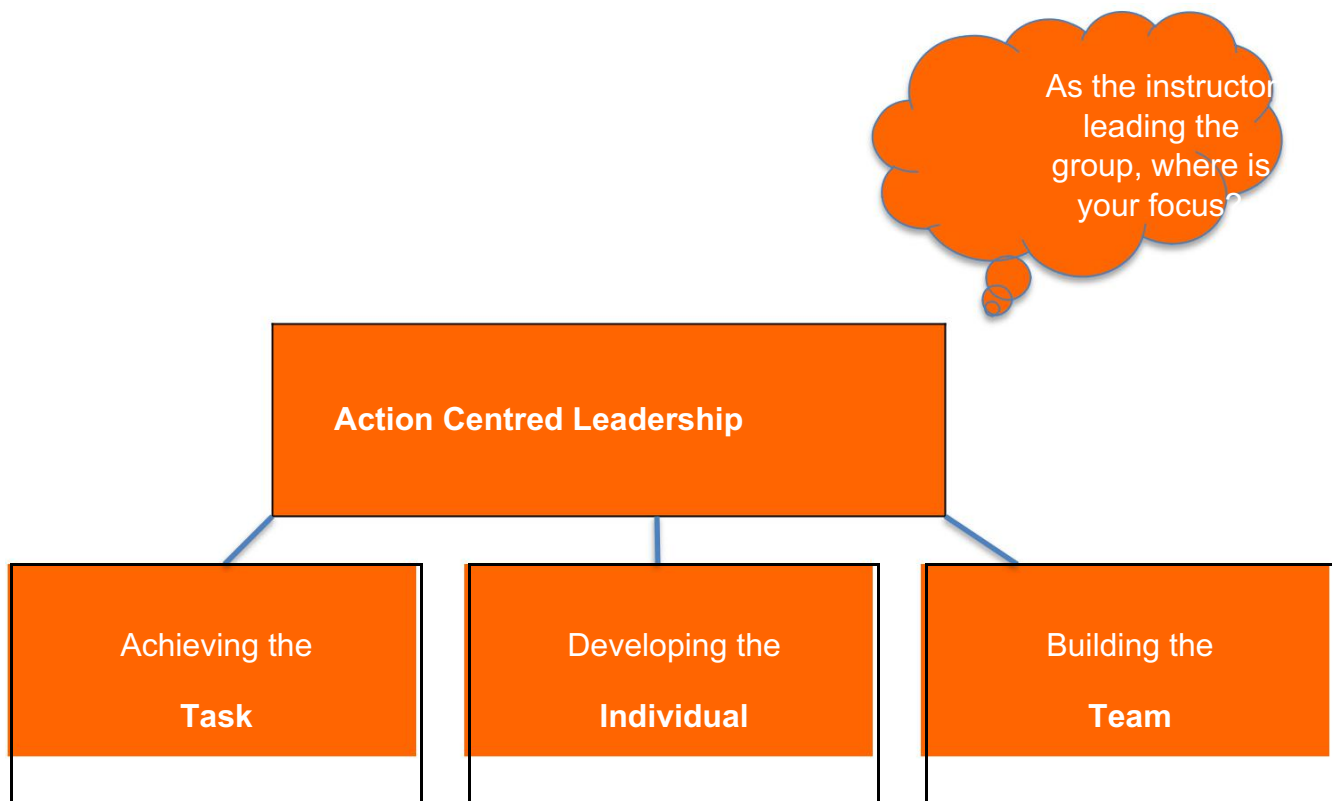 As the instructor
leading the
group, where is
your focus?
Action Centred Leadership
Achieving the
Task
Developing the
Individual
Building the
Team